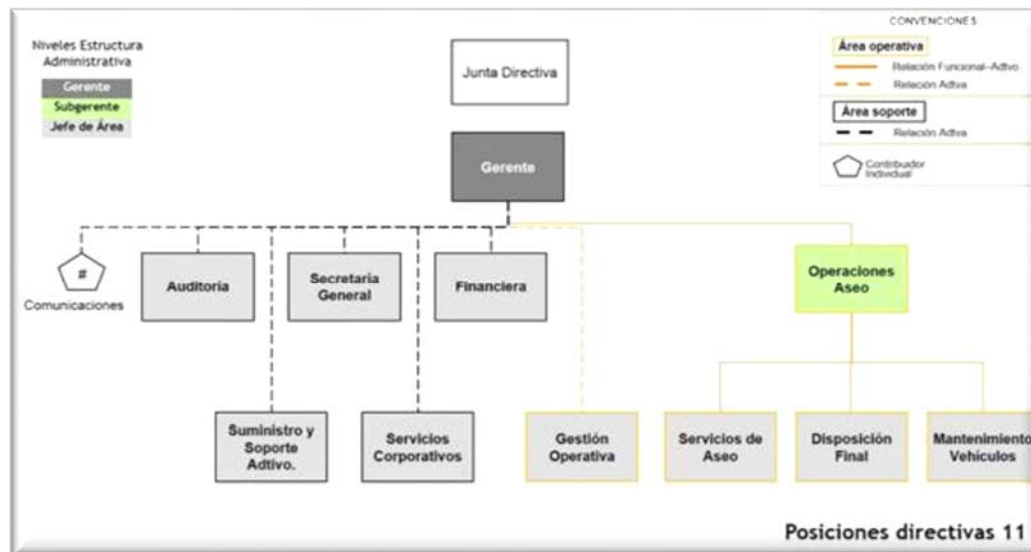 Niveles Estructura
Administrativa
Gerente
Subgerente
Jefe de Área
Junta Directiva
CONVENCIONES
Área operativa
Relación Funcional-Adtvo
Relación Adtva
Área soporte
Relación Adtva
Contribuidor
Individual
Gerente
#
Comunicaciones
Auditoría
Secretaría
General
Financiera
Operaciones
Aseo
Suministro y
Soporte
Adtivo.
Servicios
Corporativos
Gestión
Operativa
Servicios de
Aseo
Disposición
Final
Mantenimiento
Vehículos
Posiciones directivas 11